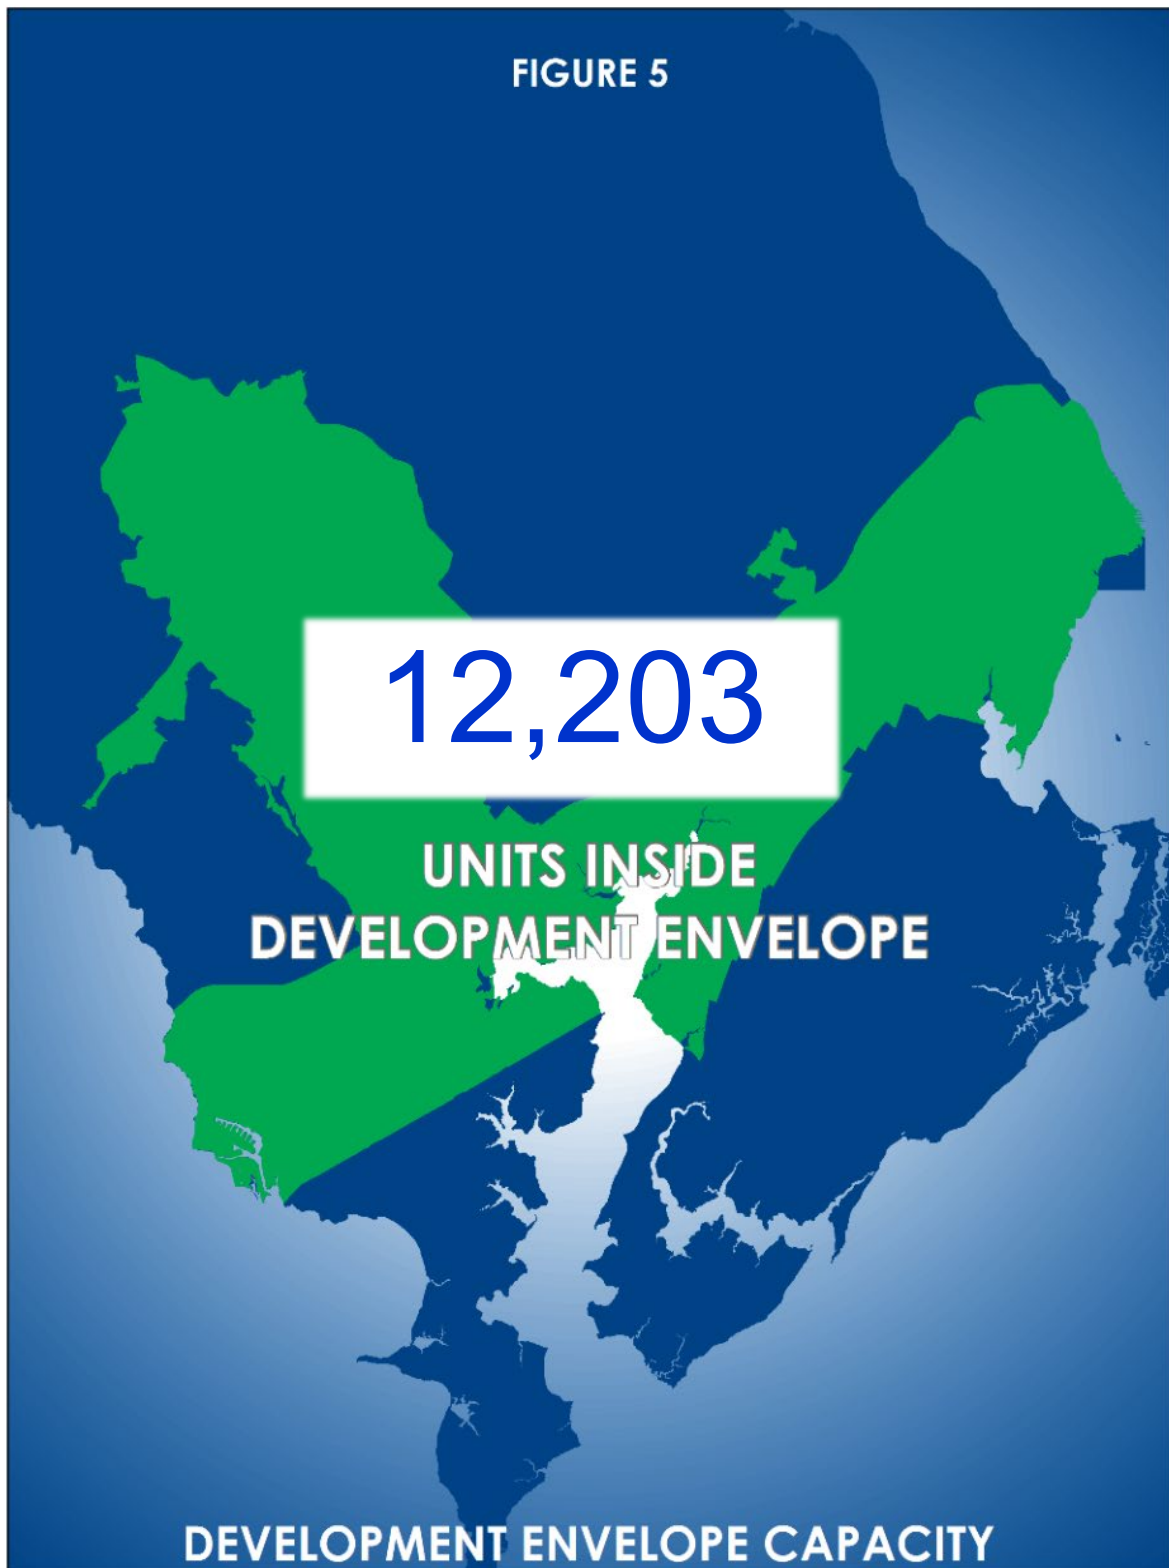 FIGURE 5
12,203
UNITS INSIDE
DEVELOPMENT ENVELOPE
DEVELOPMENT ENVELOPE CAPACITY